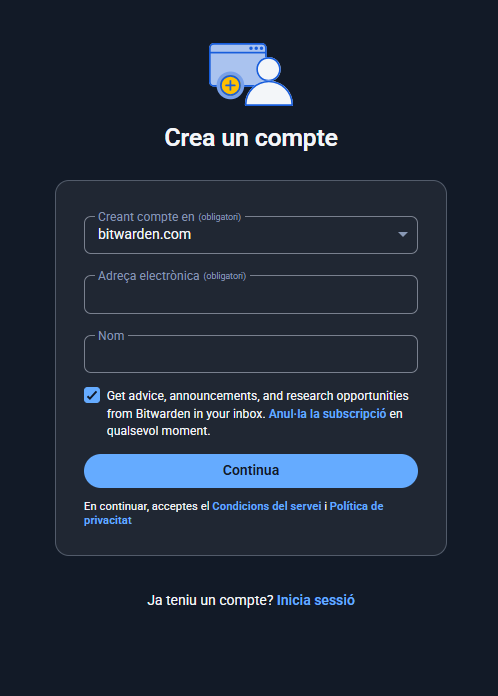 Crea un compte
Creant compte en (obligatori)
bitwarden.com
Adreça electrònica (obligatori)
Nom
Get advice, announcements, and research opportunities
from Bitwarden in your inbox. Anul·la la subscripció en
qualsevol moment.
Continua
En continuar, acceptes el Condicions del servei i Política de
privacitat
Ja teniu un compte? Inicia sessió